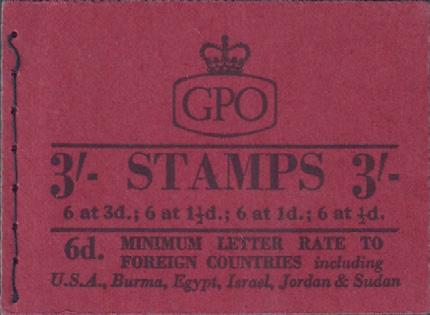 GPO
3/- STAMPS 3/-
6 at 3d.; 6 at 1½d.; 6 at 1d.; 6 at ½d.
6d. MINIMUM LETTER RATE TO
FOREIGN COUNTRIES including
U.S.A., Burma, Egypt, Israel, Jordan & Sudan